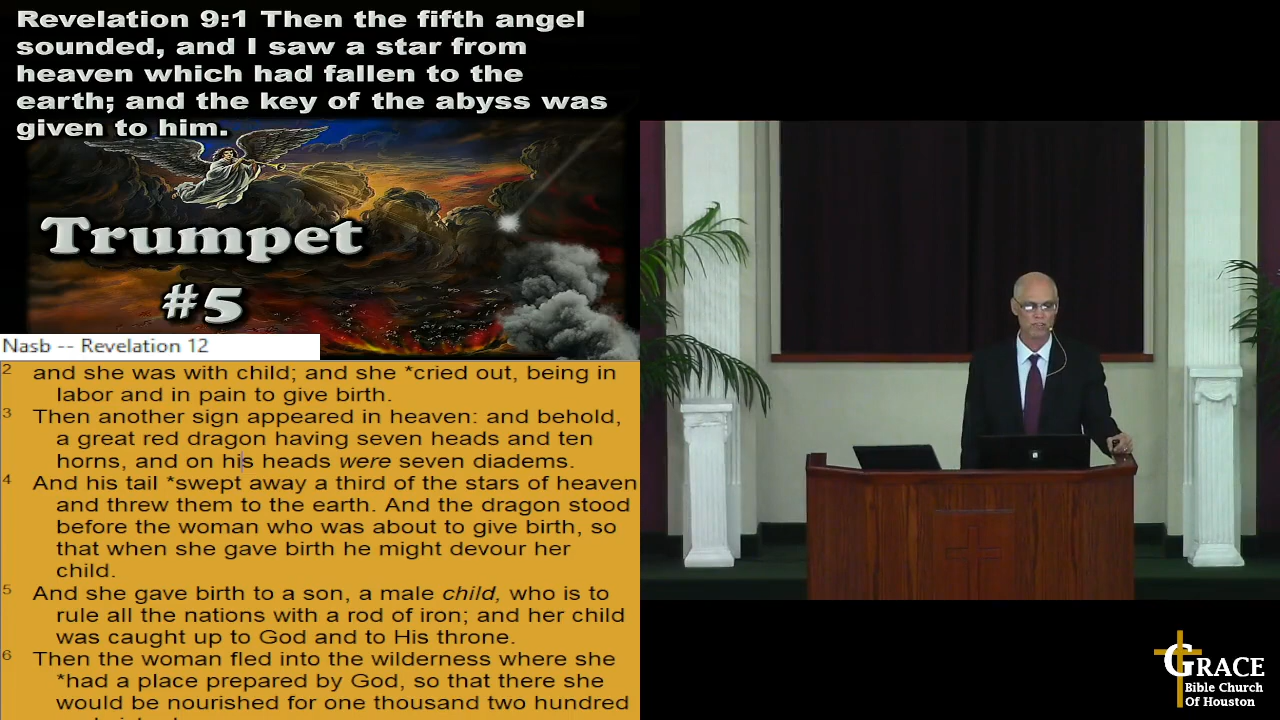 Revelation 9:1 Then the fifth angel
sounded, and I saw a star from
heaven which had fallen to the
earth; and the key of the abyss was
given to him.
Trumpet
#5
Nasb -- Revelation 12
2 and she was with child; and she *cried out, being in
labor and in pain to give birth.
3 Then another sign appeared in heaven: and behold,
a great red dragon having seven heads and ten
horns, and on his heads were seven diadems.
4 And his tail *swept away a third of the stars of heaven
and threw them to the earth. And the dragon stood
before the woman who was about to give birth, so
that when she gave birth he might devour her
child.
5 And she gave birth to a son, a male child, who is to
rule all the nations with a rod of iron; and her child
was caught up to God and to His throne.
6 Then the woman fled into the wilderness where she
*had a place prepared by God, so that there she
would be nourished for one thousand two hundred
GRACE
Bible Church
Of Houston